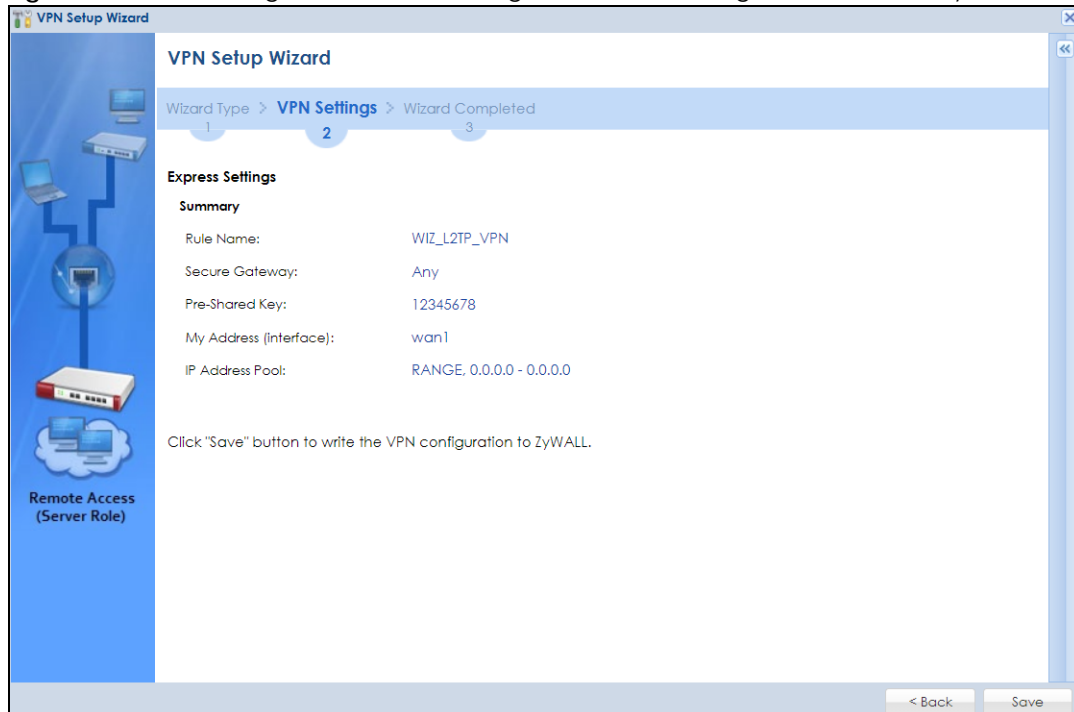 VPN Setup Wizard
VPN Setup Wizard
Wizard Type > VPN Settings > Wizard Completed
1 2 3
Express Settings
Summary
Rule Name: WIZ_L2TP_VPN
Secure Gateway: Any
Pre-Shared Key: 12345678
My Address (interface): wan1
IP Address Pool: RANGE, 0.0.0.0 - 0.0.0.0
Click "Save" button to write the VPN configuration to ZyWALL.
Remote Access
(Server Role)
< Back Save